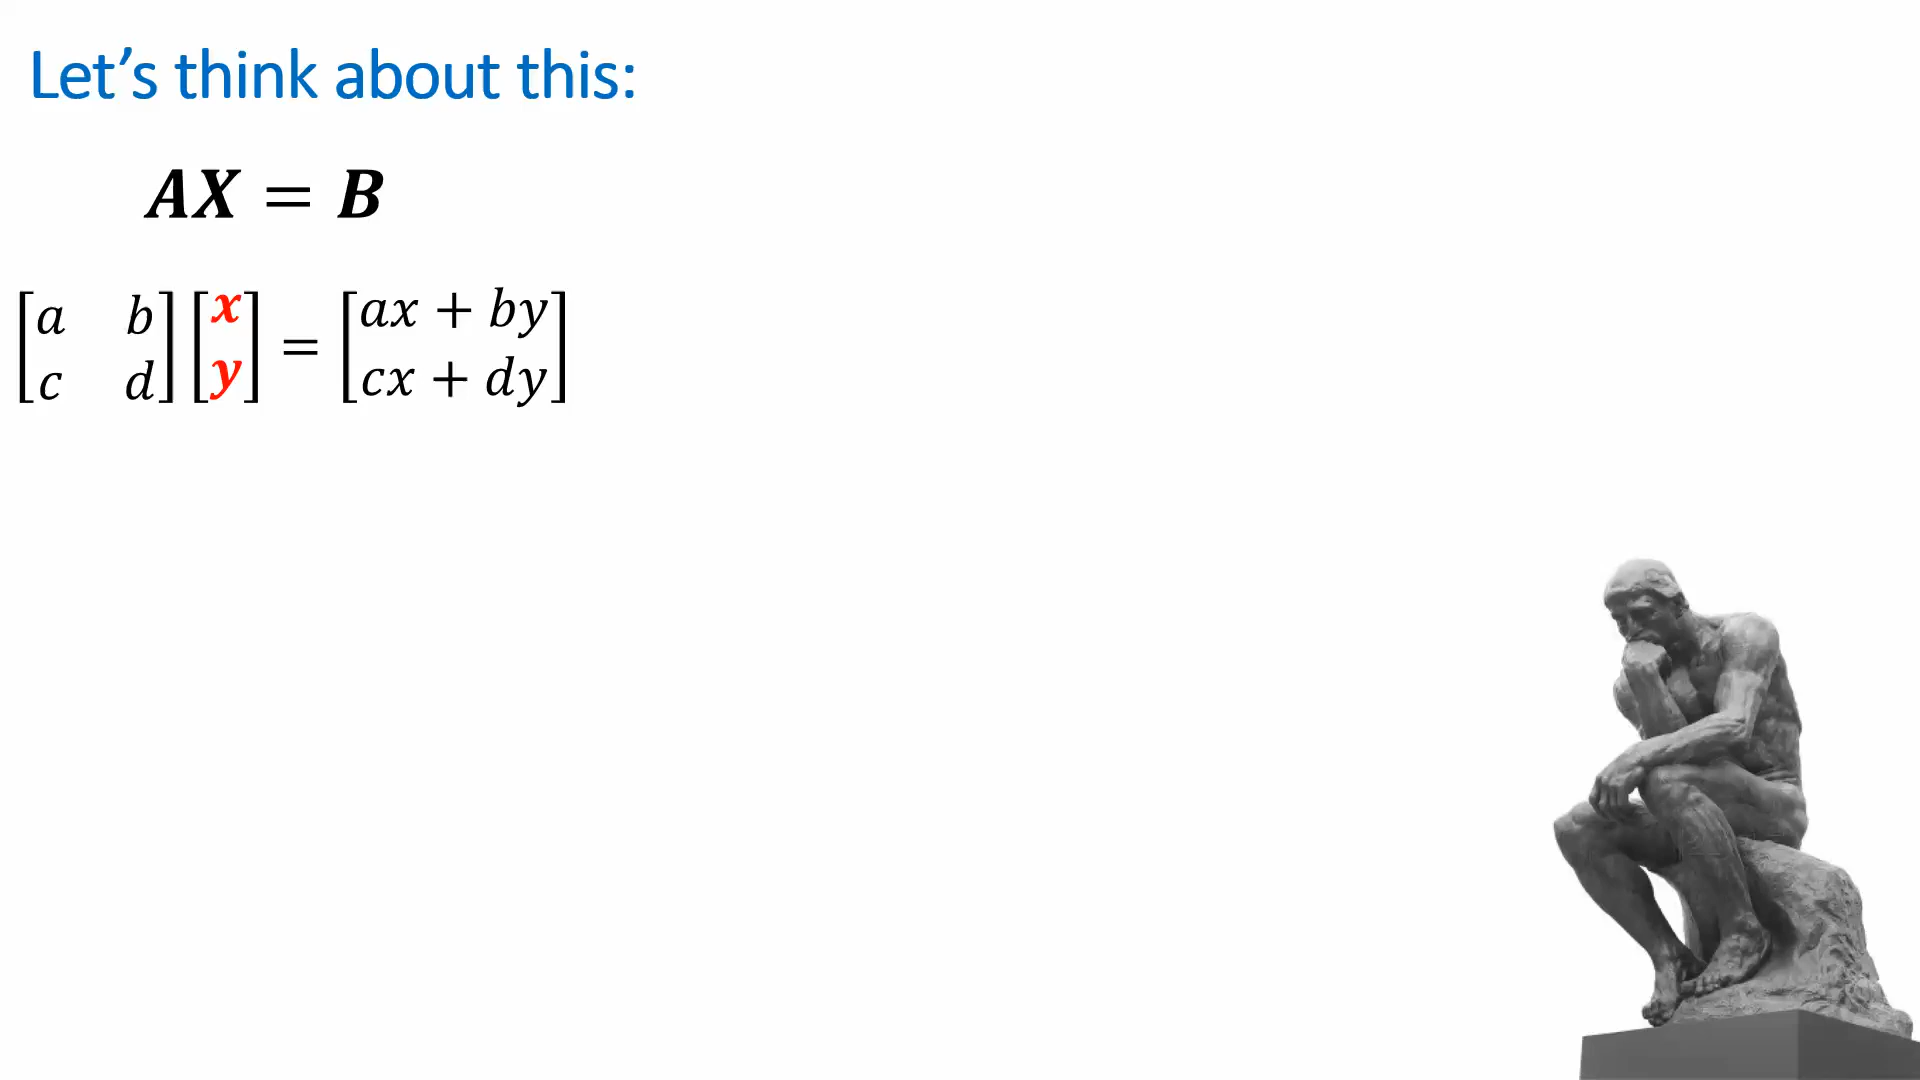 Let’s think about this:
AX = B
[a b; c d] [x; y] = [ax + by; cx + dy]